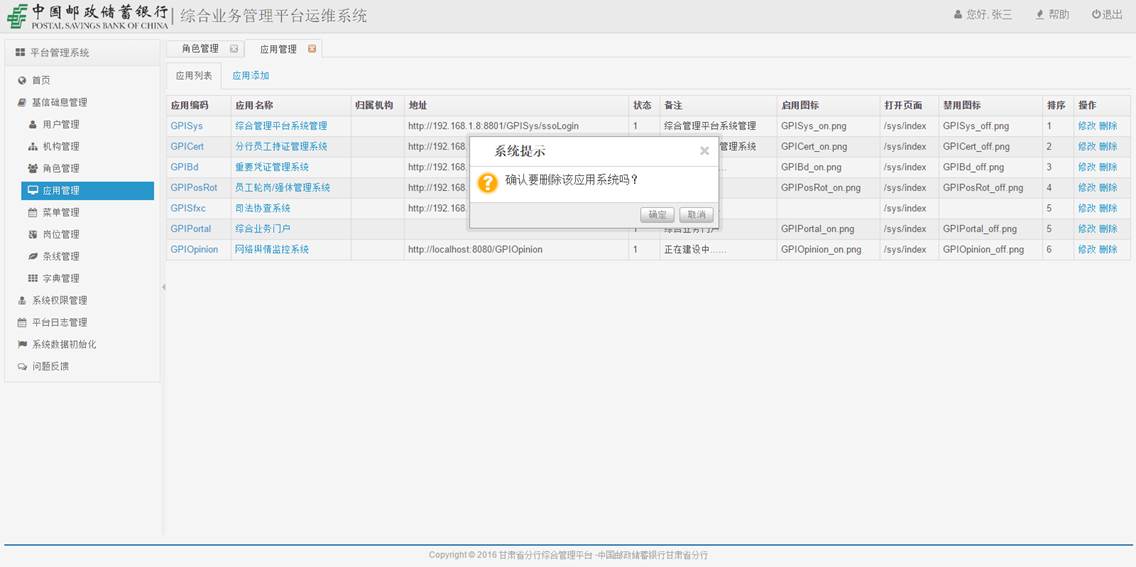 中国邮政储蓄银行
POSTAL SAVINGS BANK OF CHINA
综合业务管理平台运维系统
您好, 张三 帮助 退出
平台管理系统
首页
基信础息管理
用户管理
机构管理
角色管理
应用管理
菜单管理
岗位管理
条线管理
字典管理
系统权限管理
平台日志管理
系统数据初始化
问题反馈
角色管理 应用管理
应用列表 应用添加
应用编码 应用名称 归属机构 地址 状态 备注 启用图标 打开页面 禁用图标 排序 操作
GPISys 综合管理平台系统管理 http://192.168.1.8:8801/GPISys/ssoLogin 1 综合管理平台系统管理 GPISys_on.png /sys/index GPISys_off.png 1 修改 删除
GPICert 分行员工持证管理系统 http://192.168. 管理系统 GPICert_on.png /sys/index GPICert_off.png 2 修改 删除
GPIBd 重要凭证管理系统 http://192.168. GPIBd_on.png /sys/index GPIBd_off.png 3 修改 删除
GPIPosRot 员工轮岗/强休管理系统 http://192.168. GPIPosRot_on.png /sys/index GPIPosRot_off.png 4 修改 删除
GPISfxc 司法协查系统 http://192.168. /sys/index 5 修改 删除
GPIPortal 综合业务门户 1 综合业务门户 GPIPortal_on.png /sys/index GPIPortal_off.png 5 修改 删除
GPIOpinion 网络舆情监控系统 http://localhost:8080/GPIOpinion 1 正在建设中...... GPIOpinion_on.png /sys/index GPIOpinion_off.png 6 修改 删除
系统提示
确认要删除该应用系统吗?
确定 取消
Copyright © 2016 甘肃省分行综合管理平台 -中国邮政储蓄银行甘肃省分行